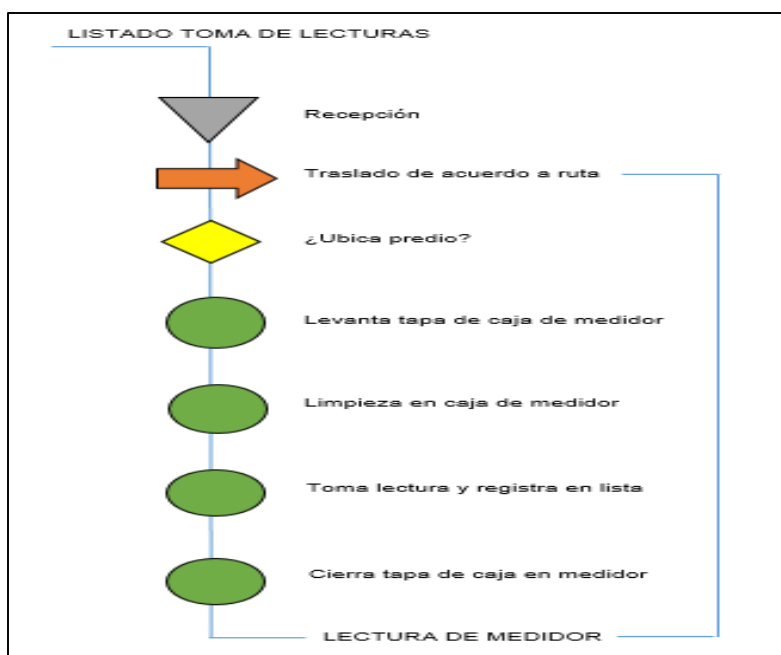 LISTADO TOMA DE LECTURAS
Recepción
Traslado de acuerdo a ruta
¿Ubica predio?
Levanta tapa de caja de medidor
Limpieza en caja de medidor
Toma lectura y registra en lista
Cierra tapa de caja en medidor
LECTURA DE MEDIDOR